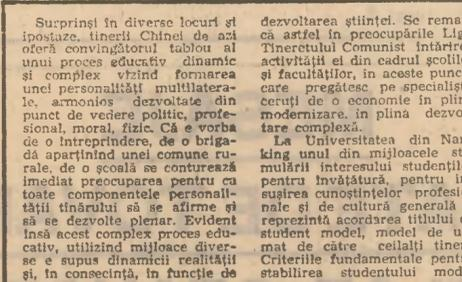 Surprinși în diverse locuri și
ipostaze, tinerii Chinei de azi
oferă convingătorul tablou al
unui proces educativ dinamic
și complex vizînd formarea
unei personalități multilatera-
le, armonios dezvoltate din
punct de vedere politic, profe-
sional, moral, fizic. Că e vorba
de o întreprindere, de o briga-
dă aparținînd unei comune ru-
rale, de o școală se conturează
imediat preocuparea pentru ca
toate componentele personali-
tății tînărului să se afirme și
să se dezvolte plenar. Evident
însă acest complex proces edu-
cativ, utilizînd mijloace diver-
se e supus dinamicii realității
și, în consecință, în funcție de
dezvoltarea științei. Se rema
că astfel în preocupările Lig
Tineretului Comunist întărire
activității ei din cadrul școlile
și facultăților, în aceste punc
care pregătesc pe specialiș
ceruți de o economie în plin
modernizare, în plină dezvo
tare complexă.
La Universitatea din Nan
king unul din mijloacele st
mulării interesului studențil
pentru învățătură, pentru î
sușirea cunoștințelor profesi
nale și de cultură generală
reprezintă acordarea titlului
student model, model de u
mat de către ceilalți tine
Criteriile fundamentale pent
stabilirea studentului mod